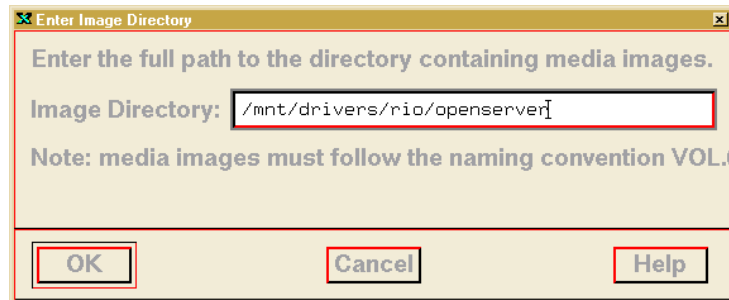 Enter Image Directory
Enter the full path to the directory containing media images.
Image Directory: /mnt/drivers/rio/openserver
Note: media images must follow the naming convention VOL.
OK Cancel Help